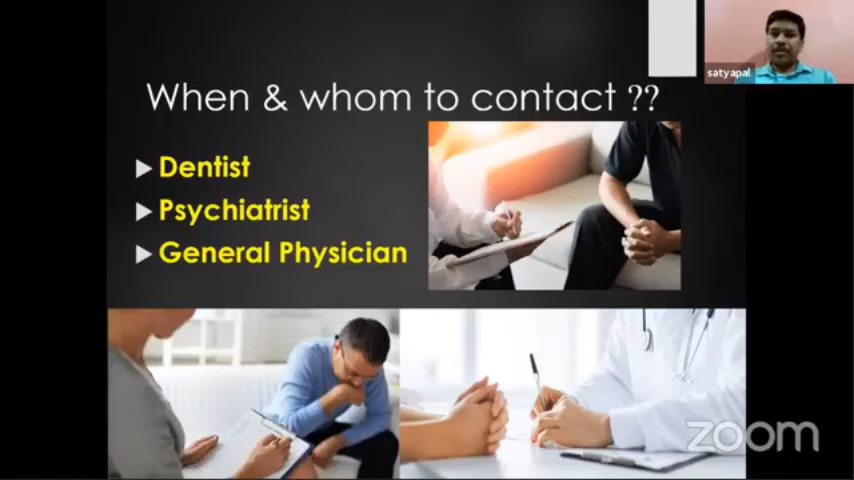 satyapal
When & whom to contact ??
Dentist
Psychiatrist
General Physician
zoom